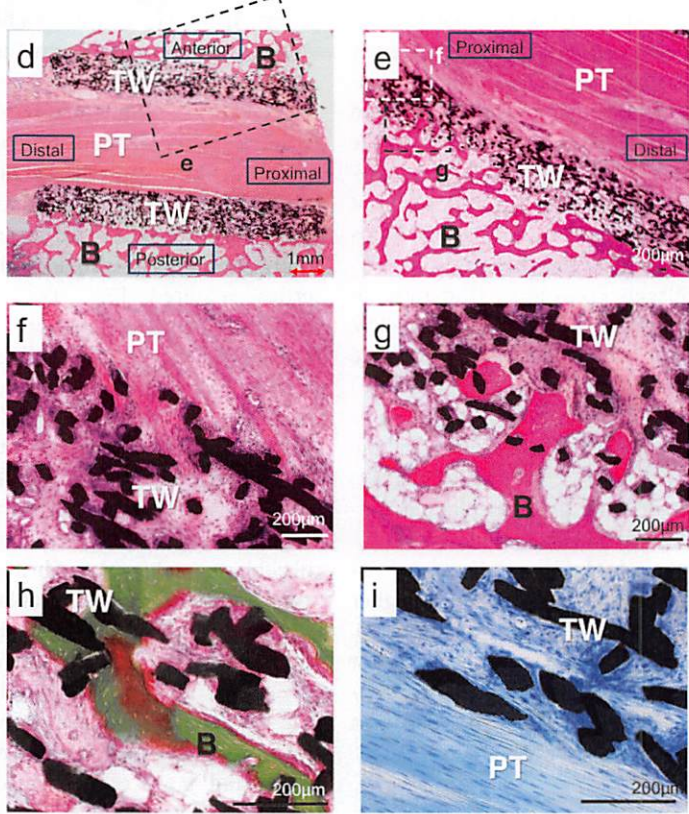 d
Anterior
B
TW
PT
Distal
e
Proximal
TW
B
Posterior
1mm
e
Proximal
f
PT
Distal
g
TW
B
200μm
f
PT
TW
200μm
g
TW
B
200μm
h
TW
B
200μm
i
TW
PT
200μm